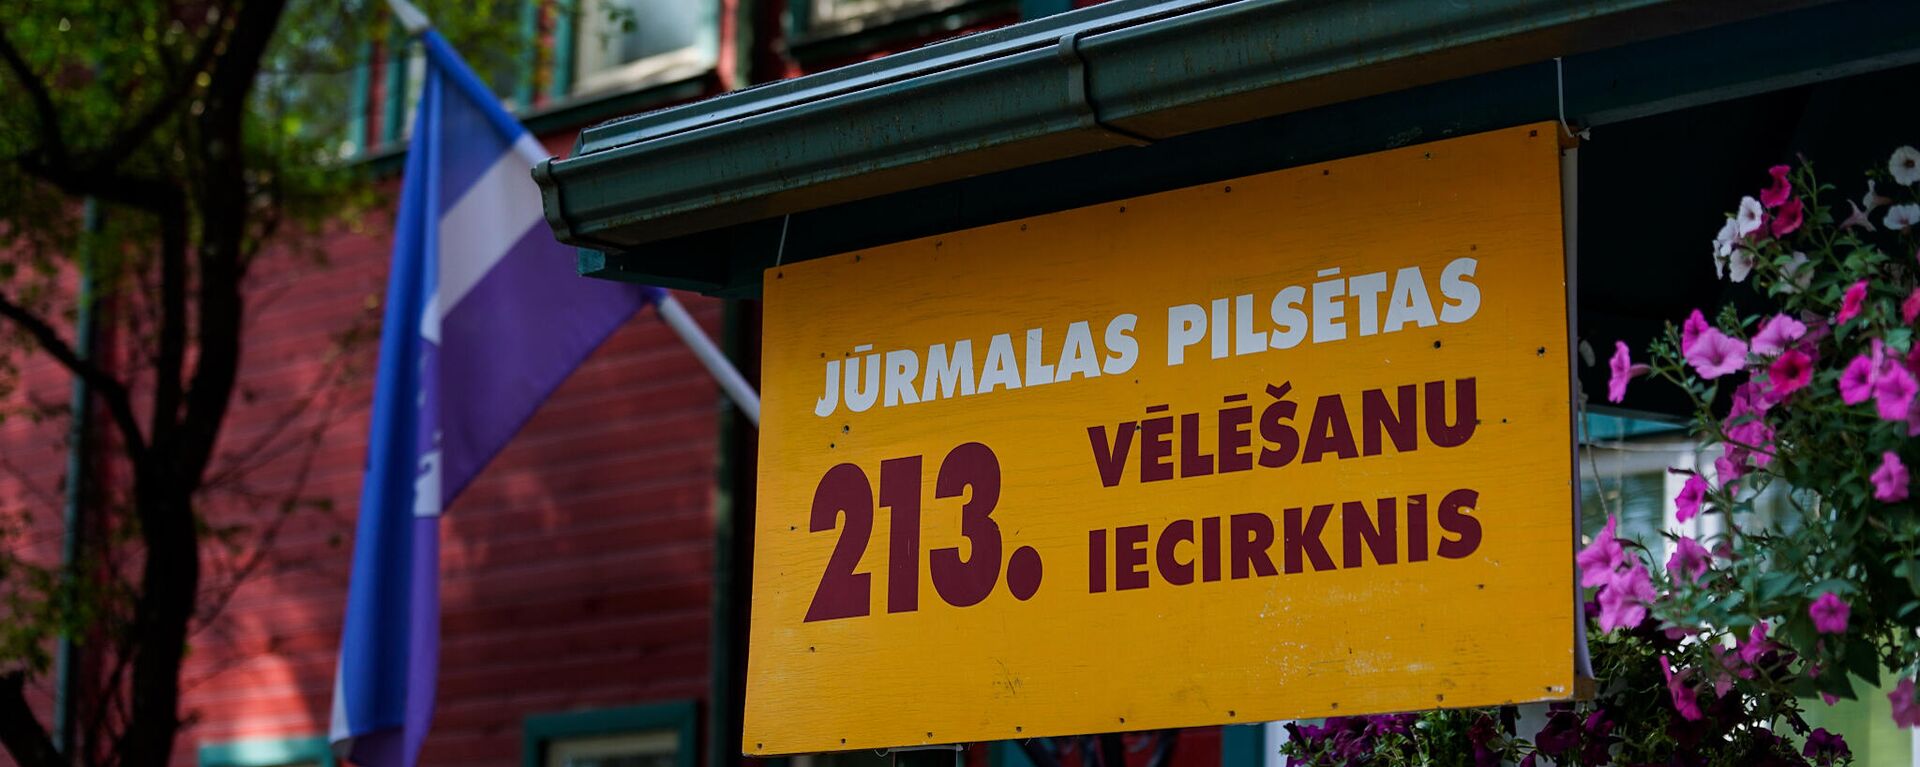 JŪRMALAS PILSĒTAS
213. VĒLĒŠANU
IECIRKNIS